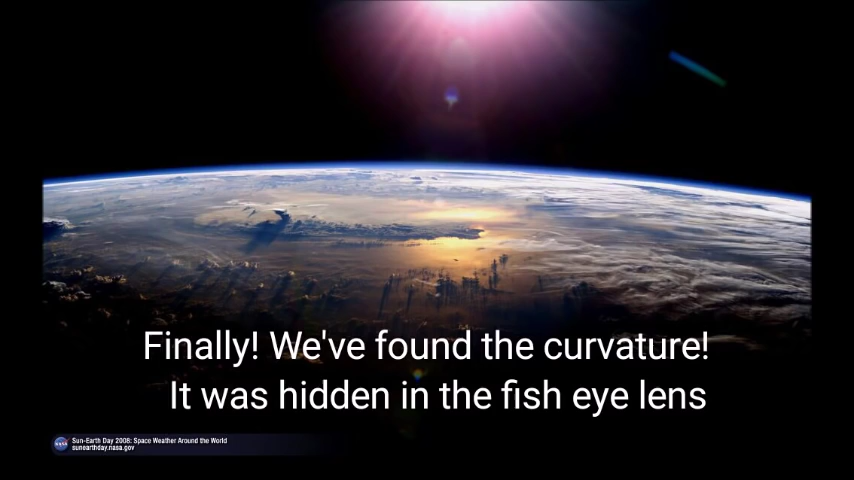 Finally! We've found the curvature!
It was hidden in the fish eye lens
NASA
Sun-Earth Day 2008: Space Weather Around the World
sunearthday.nasa.gov